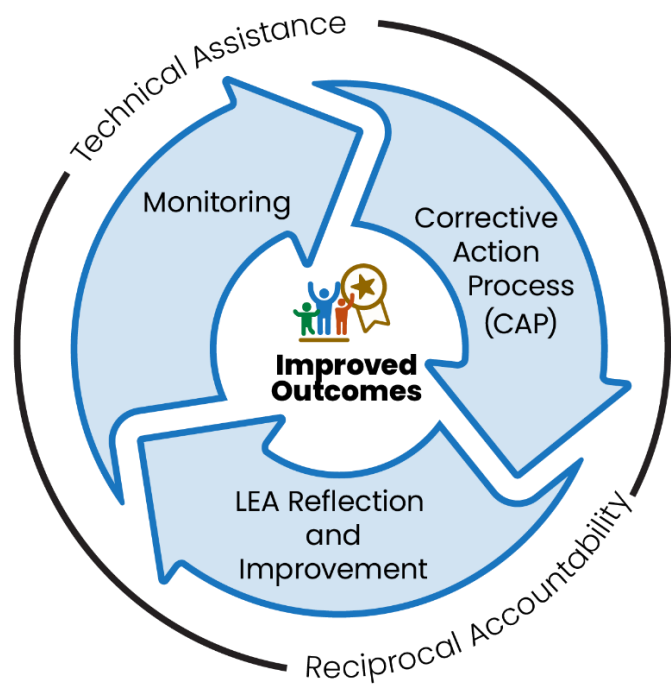 Technical Assistance
Monitoring
Corrective
Action
Process
(CAP)
Improved
Outcomes
LEA Reflection
and
Improvement
Reciprocal Accountability